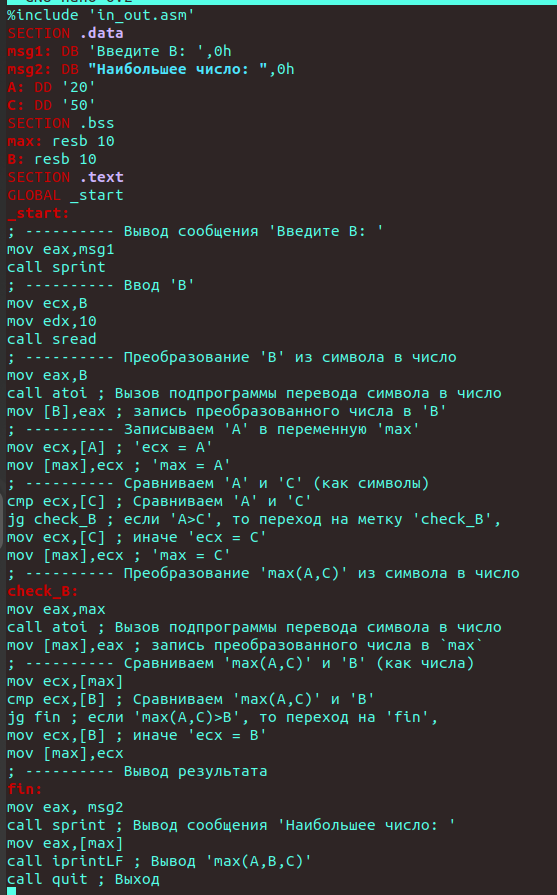 %include 'in_out.asm'
SECTION .data
msg1: DB 'Введите B: ',0h
msg2: DB "Наибольшее число: ",0h
A: DD '20'
C: DD '50'
SECTION .bss
max: resb 10
B: resb 10
SECTION .text
GLOBAL _start
_start:
; ---------- Вывод сообщения 'Введите B: '
mov eax,msg1
call sprint
; ---------- Ввод 'B'
mov ecx,B
mov edx,10
call sread
; ---------- Преобразование 'B' из символа в число
mov eax,B
call atoi ; Вызов подпрограммы перевода символа в число
mov [B],eax ; запись преобразованного числа в 'B'
; ---------- Записываем 'A' в переменную 'max'
mov ecx,[A] ; 'ecx = A'
mov [max],ecx ; 'max = A'
; ---------- Сравниваем 'A' и 'C' (как символы)
cmp ecx,[C] ; Сравниваем 'A' и 'C'
jg check_B ; если 'A>C', то переход на метку 'check_B',
mov ecx,[C] ; иначе 'ecx = C'
mov [max],ecx ; 'max = C'
; ---------- Преобразование 'max(A,C)' из символа в число
check_B:
mov eax,max
call atoi ; Вызов подпрограммы перевода символа в число
mov [max],eax ; запись преобразованного числа в `max`
; ---------- Сравниваем 'max(A,C)' и 'B' (как числа)
mov ecx,[max]
cmp ecx,[B] ; Сравниваем 'max(A,C)' и 'B'
jg fin ; если 'max(A,C)>B', то переход на 'fin',
mov ecx,[B] ; иначе 'ecx = B'
mov [max],ecx
; ---------- Вывод результата
fin:
mov eax, msg2
call sprint ; Вывод сообщения 'Наибольшее число: '
mov eax,[max]
call iprintLF ; Вывод 'max(A,B,C)'
call quit ; Выход